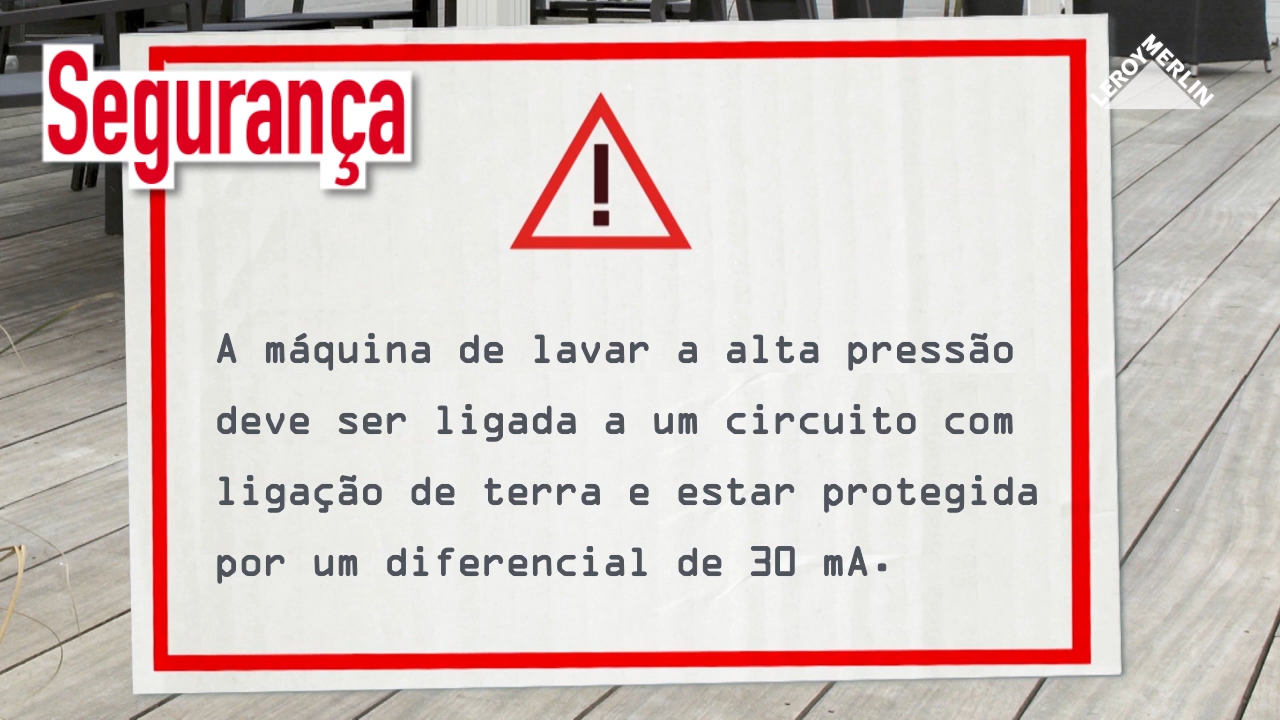 Segurança
LEROY MERLIN
!
A máquina de lavar a alta pressão
deve ser ligada a um circuito com
ligação de terra e estar protegida
por um diferencial de 30 mA.